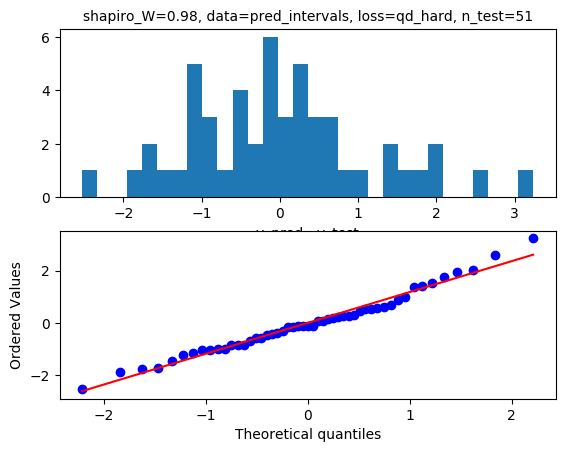 shapiro_W=0.98, data=pred_intervals, loss=qd_hard, n_test=51
6
4
2
0
−2 −1 0 1 2 3
2
0
−2
Ordered Values
−2 −1 0 1 2
Theoretical quantiles